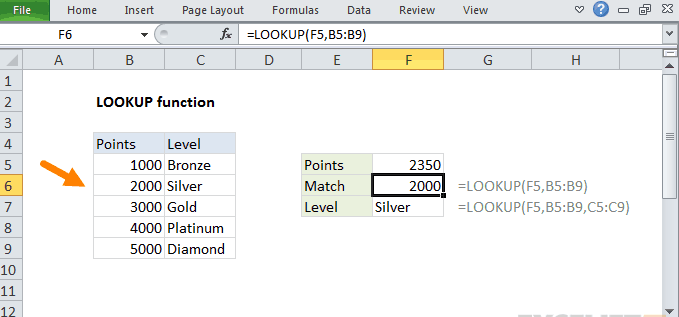 File Home Insert Page Layout Formulas Data Review View
F6 fx =LOOKUP(F5,B5:B9)
A B C D E F G H
1
2 LOOKUP function
3
4 Points Level
5 1000 Bronze Points 2350
6 2000 Silver Match 2000 =LOOKUP(F5,B5:B9)
7 3000 Gold Level Silver =LOOKUP(F5,B5:B9,C5:C9)
8 4000 Platinum
9 5000 Diamond
10
11
12